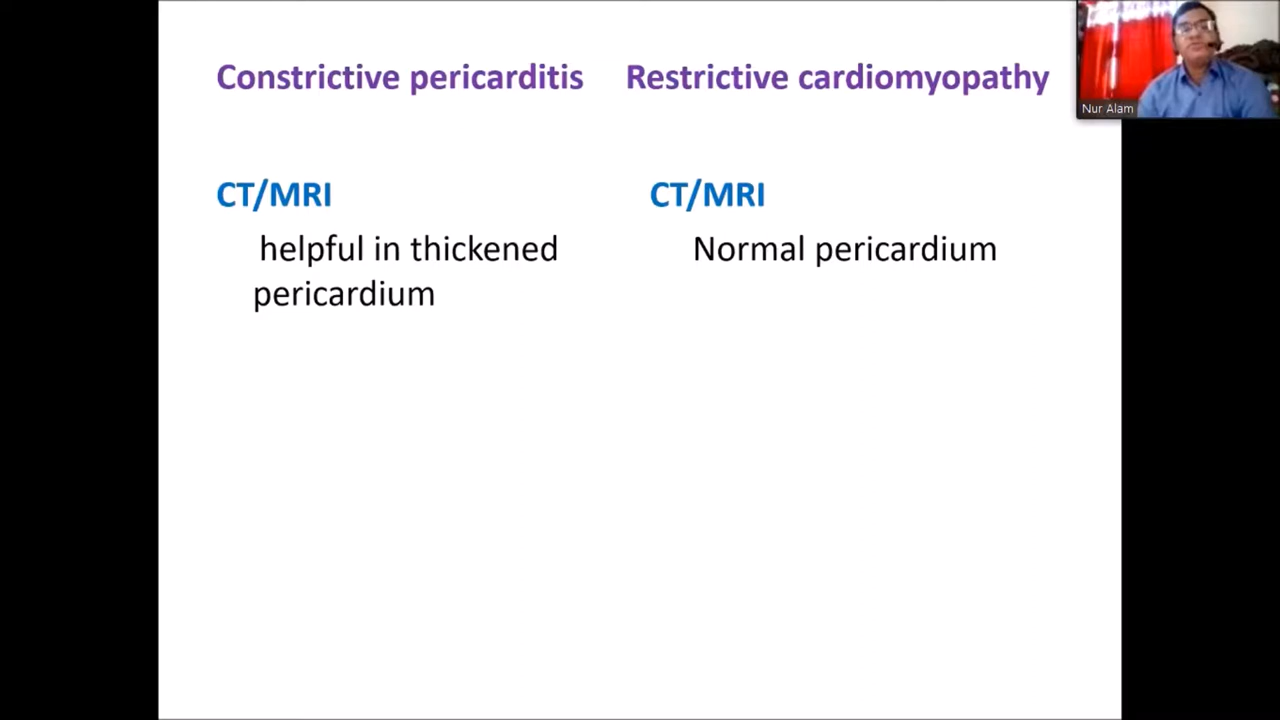 Constrictive pericarditis Restrictive cardiomyopathy
CT/MRI
helpful in thickened
pericardium
CT/MRI
Normal pericardium
Nur Alam